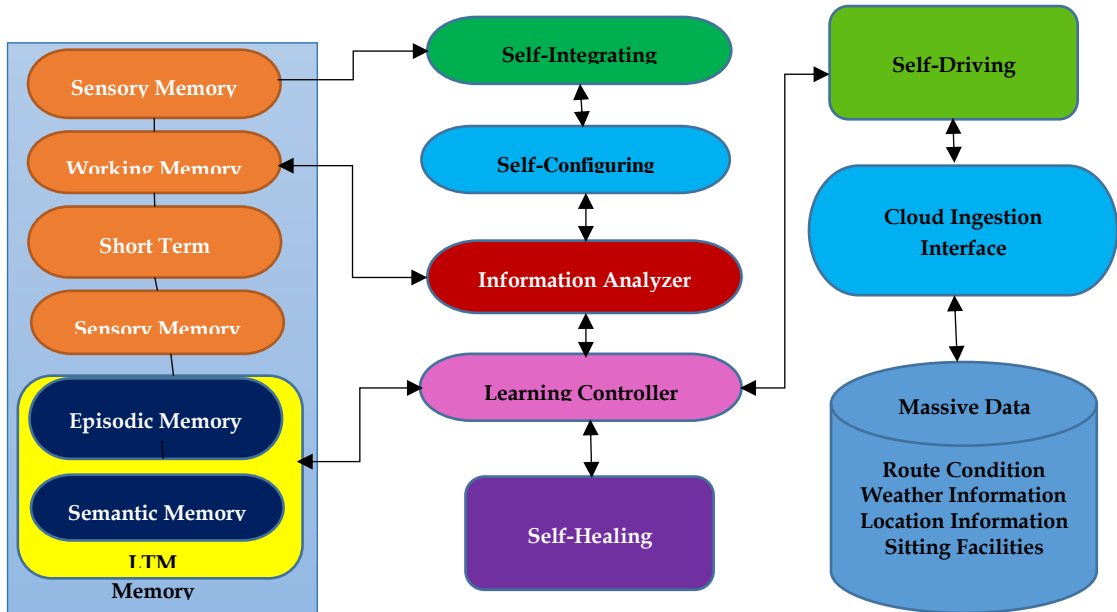 Sensory Memory
Working Memory
Short Term
Sensory Memory
Episodic Memory
Semantic Memory
LTM
Memory
Self-Integrating
Self-Configuring
Information Analyzer
Learning Controller
Self-Healing
Self-Driving
Cloud Ingestion
Interface
Massive Data
Route Condition
Weather Information
Location Information
Sitting Facilities